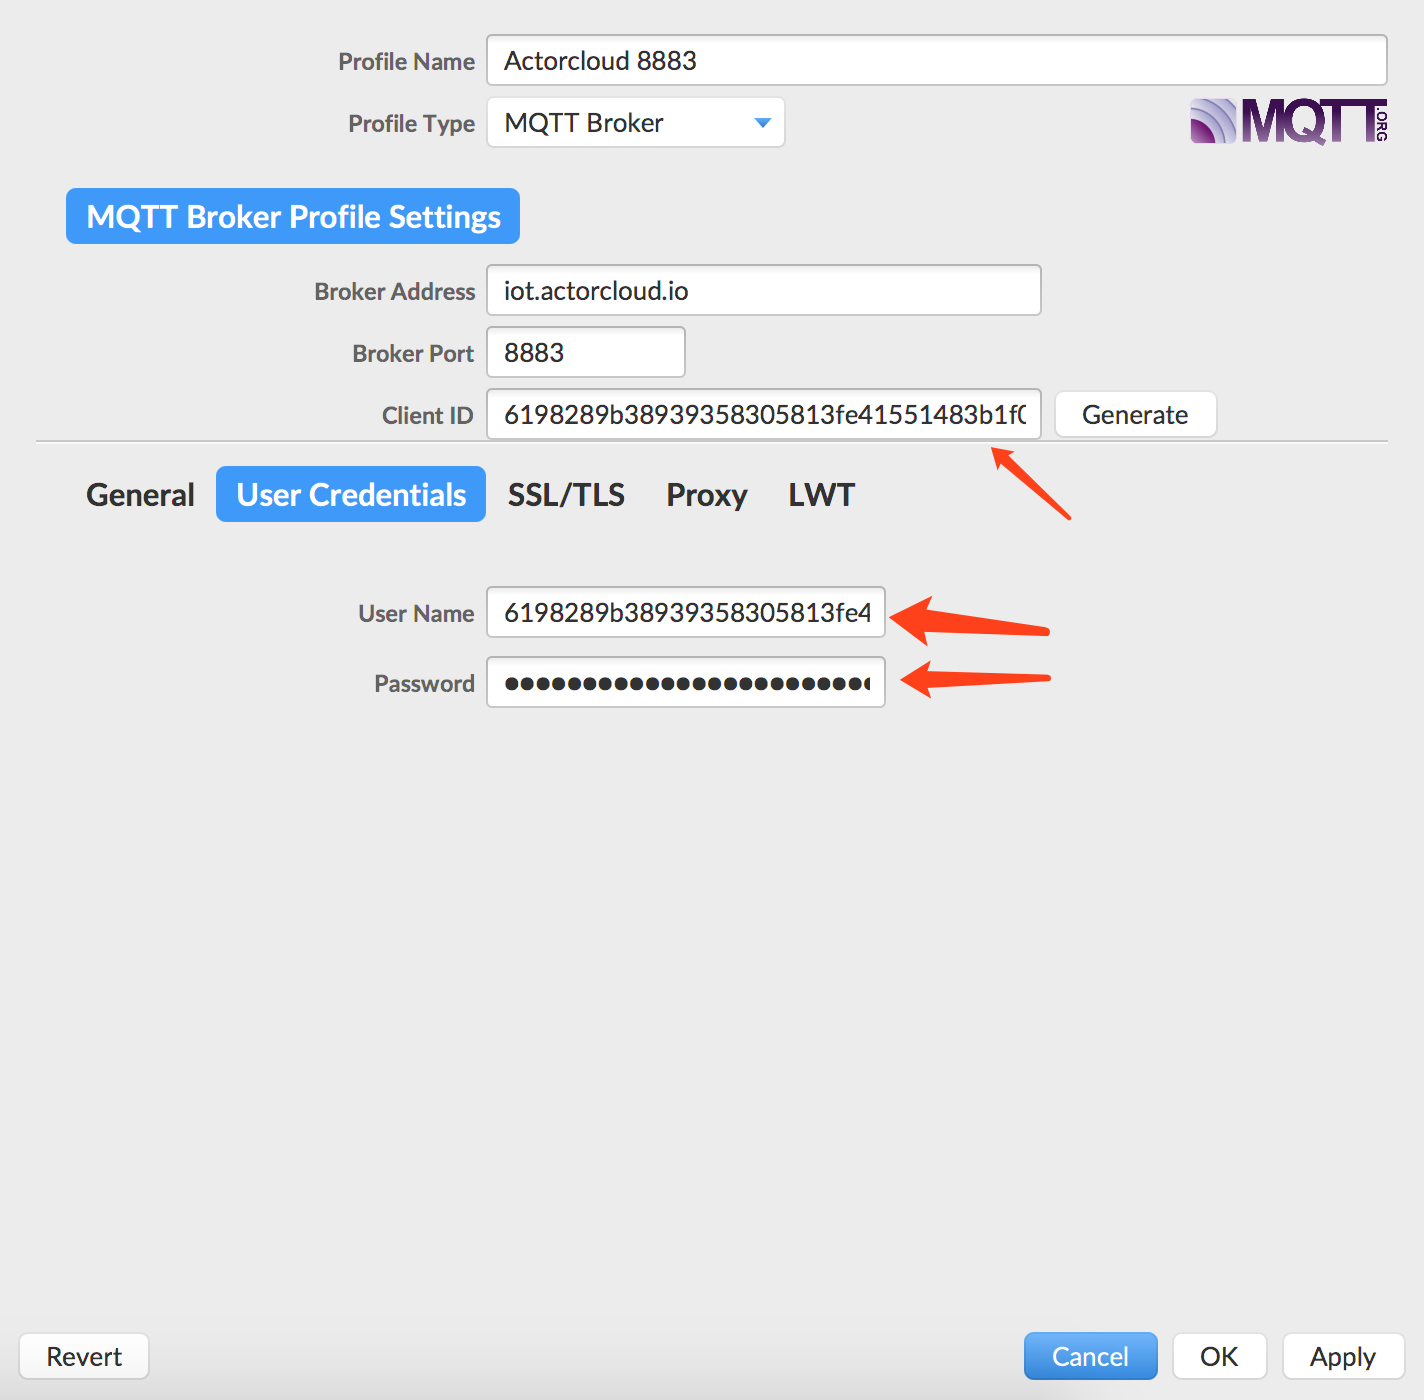 Profile Name Actorcloud 8883
Profile Type MQTT Broker
MQTT.ORG
MQTT Broker Profile Settings
Broker Address iot.actorcloud.io
Broker Port 8883
Client ID 6198289b38939358305813fe41551483b1f0 Generate
General User Credentials SSL/TLS Proxy LWT
User Name 6198289b38939358305813fe4
Password ••••••••••••••••••••••••
Revert Cancel OK Apply